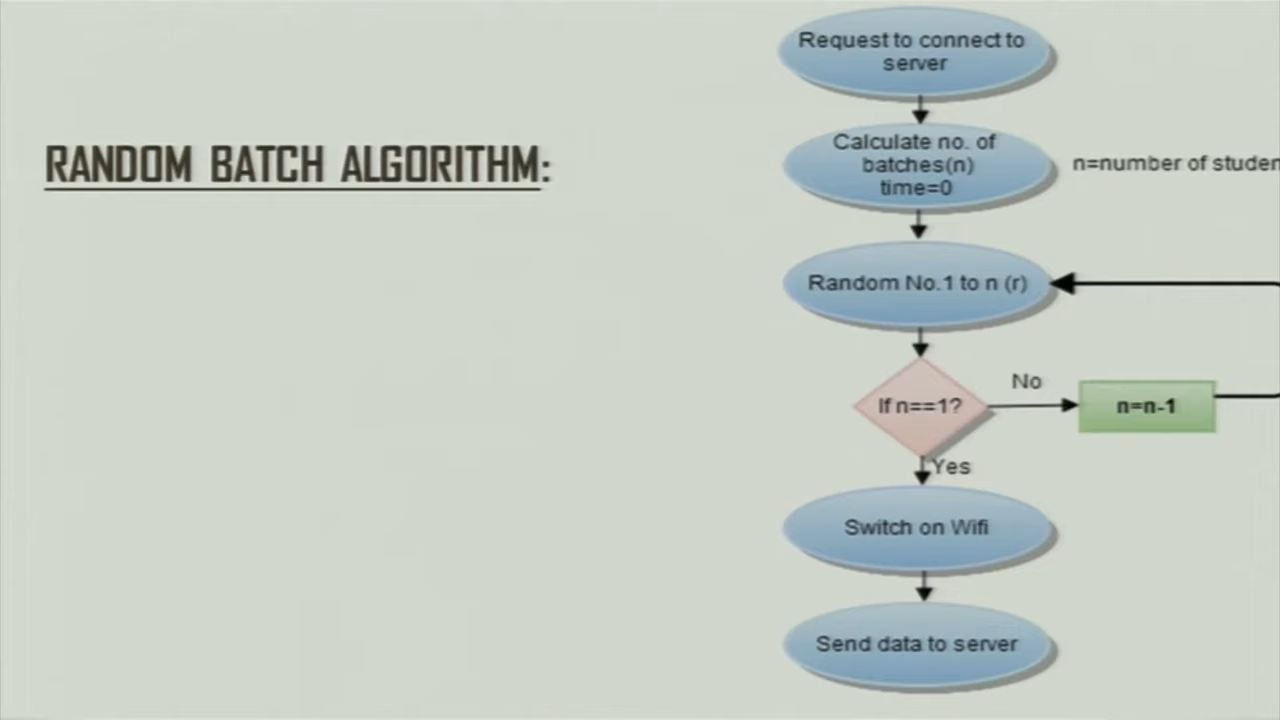 RANDOM BATCH ALGORITHM:
Request to connect to
server
Calculate no. of
batches(n)
time=0
n=number of
Random No.1 to n (r)
If n==1?
No
n=n-1
Yes
Switch on Wifi
Send data to server